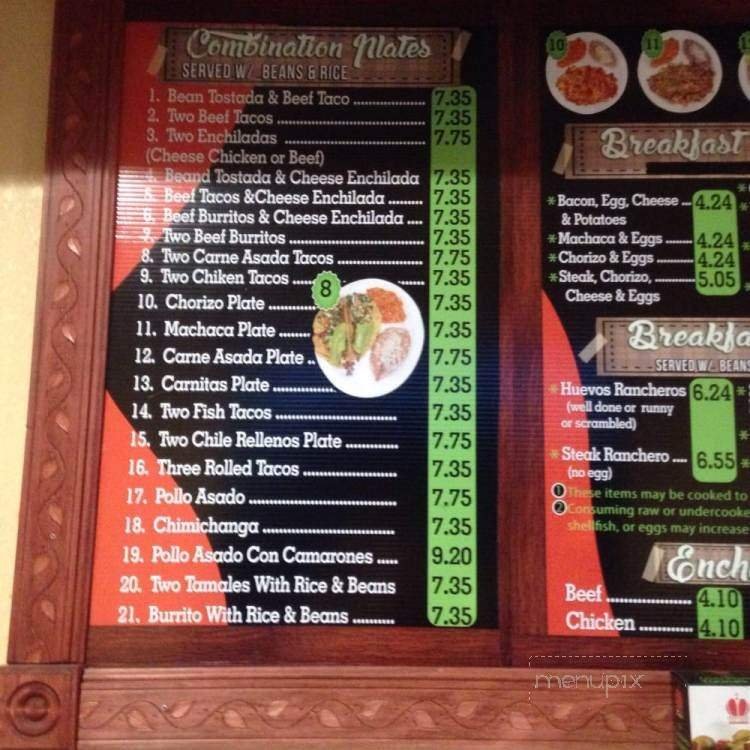 Combination Plates
SERVED W/ BEANS & RICE
1. Bean Tostada & Beef Taco ................. 7.35
2. Two Beef Tacos ................................. 7.35
3. Two Enchiladas ................................ 7.75
(Cheese Chicken or Beef)
4. Beand Tostada & Cheese Enchilada 7.35
5. Beef Tacos &Cheese Enchilada ......... 7.35
6. Beef Burritos & Cheese Enchilada .... 7.35
7. Two Beef Burritos ............................. 7.35
8. Two Carne Asada Tacos .................. 7.75
9. Two Chiken Tacos ........... 7.35
10. Chorizo Plate ......... 7.35
11. Machaca Plate ....... 7.35
12. Carne Asada Plate .. 7.75
13. Carnitas Plate ............. 7.35
14. Two Fish Tacos ......................... 7.35
15. Two Chile Rellenos Plate ........... 7.75
16. Three Rolled Tacos .................... 7.35
17. Pollo Asado ............................... 7.75
18. Chimichanga ............................ 7.35
19. Pollo Asado Con Camarones ..... 9.20
20. Two Tamales With Rice & Beans 7.35
21. Burrito With Rice & Beans .......... 7.35
8
10 11
Breakfast
*Bacon, Egg, Cheese .. 4.24
& Potatoes
*Machaca & Eggs ........ 4.24
*Chorizo & Eggs .......... 4.24
*Steak, Chorizo, .......... 5.05
Cheese & Eggs
Breakfa
SERVED W/ BEANS
*Huevos Rancheros 6.24
(well done or runny
or scrambled)
*Steak Ranchero .... 6.55
(no egg)
1 These items may be cooked to
2 Consuming raw or undercooke
shellfish, or eggs may increase
Ench
Beef ...................... 4.10
Chicken ................ 4.10
menupix